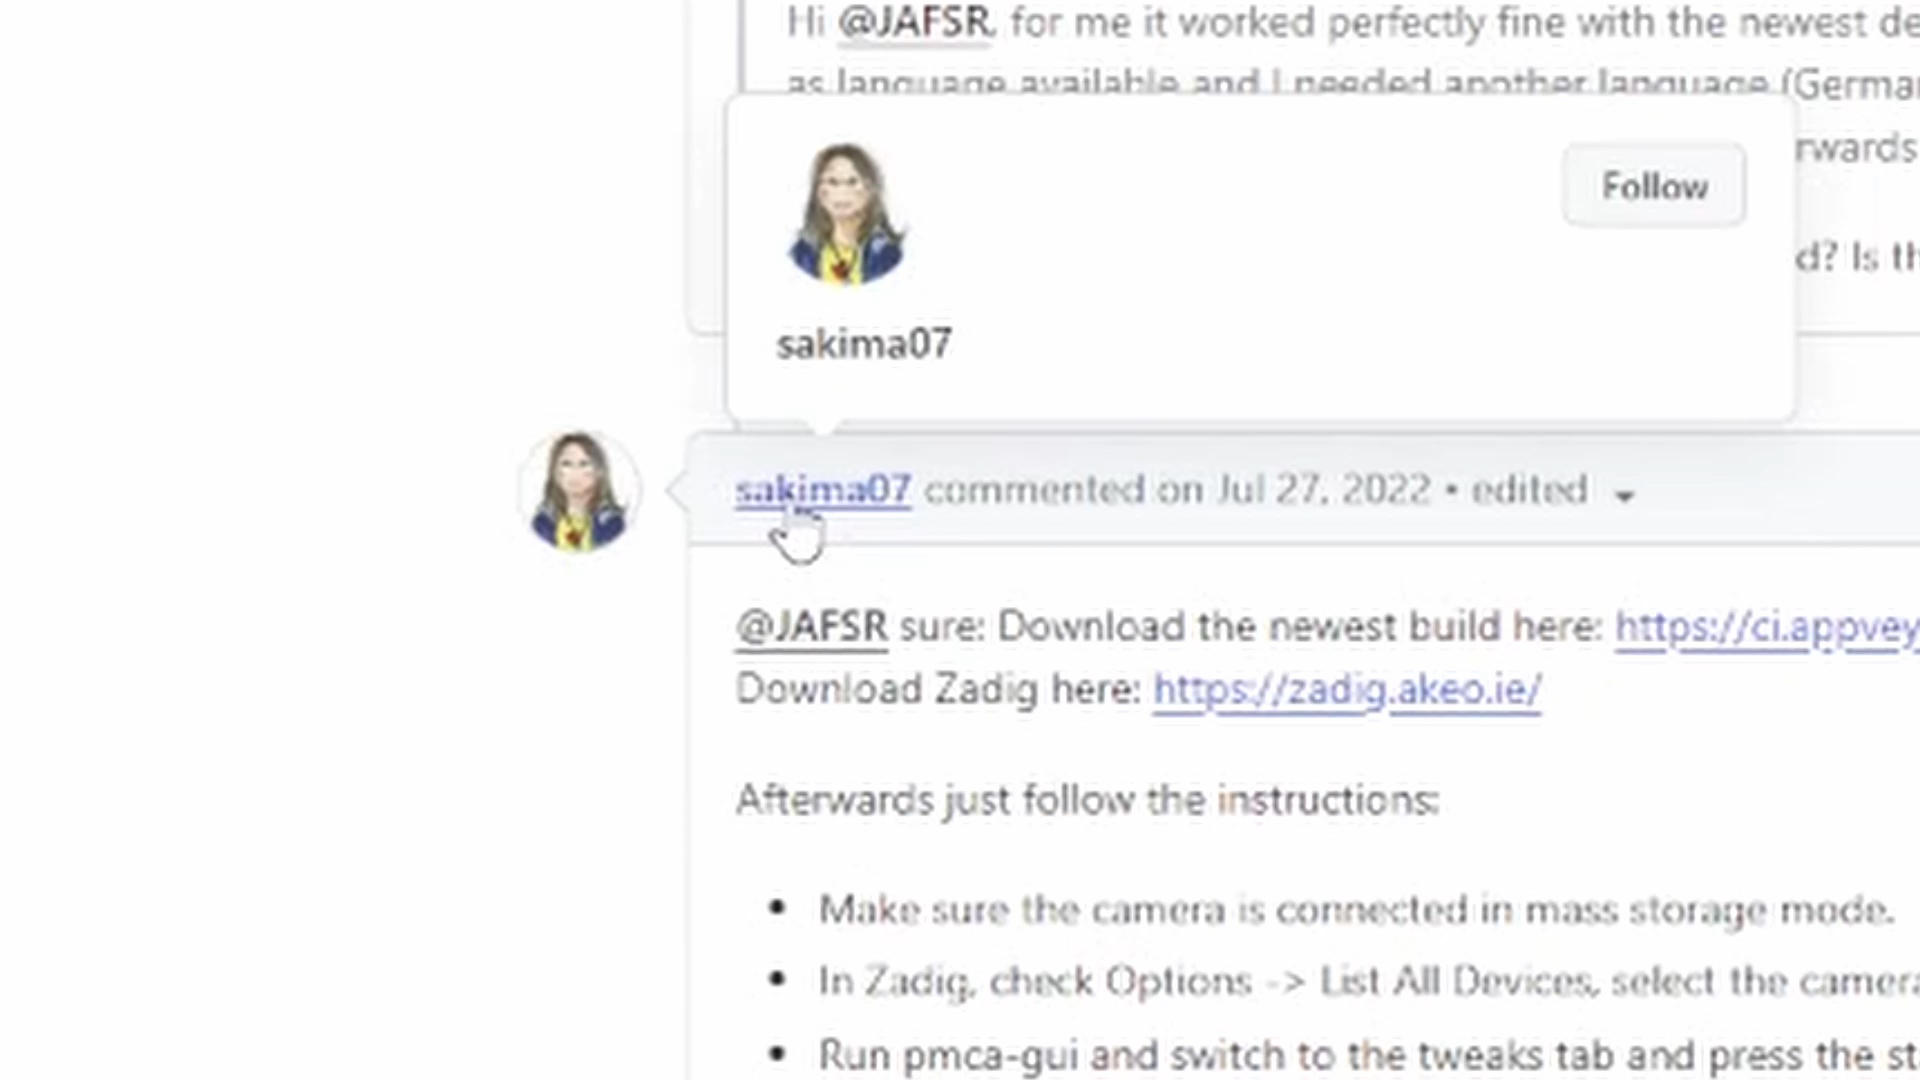 Hi @JAFSR, for me it worked perfectly fine with the newest de
as language available and I needed another language (German
rwards
Follow
d? Is th
sakima07
sakima07 commented on Jul 27, 2022 • edited
@JAFSR sure: Download the newest build here: https://ci.appvey
Download Zadig here: https://zadig.akeo.ie/
Afterwards just follow the instructions:
• Make sure the camera is connected in mass storage mode.
• In Zadig, check Options -> List All Devices, select the camera
• Run pmca-gui and switch to the tweaks tab and press the st